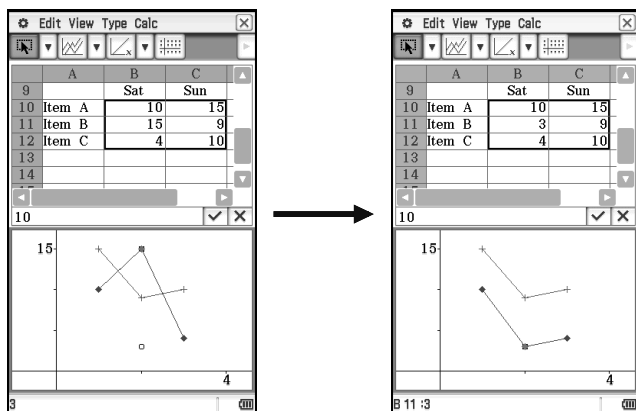 Edit View Type Calc
A B C
9 Sat Sun
10 Item A 10 15
11 Item B 15 9
12 Item C 4 10
13
14
10
15
4
3
Edit View Type Calc
A B C
9 Sat Sun
10 Item A 10 15
11 Item B 3 9
12 Item C 4 10
13
14
10
15
4
B 11 :3